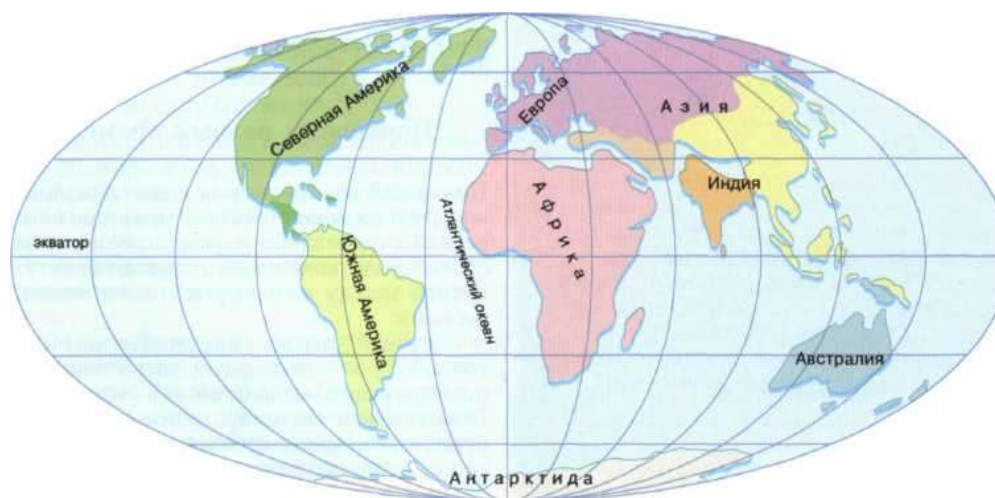 Северная Америка
Европа
Азия
Индия
Африка
экватор
Атлантический океан
Южная Америка
Австралия
Антарктида